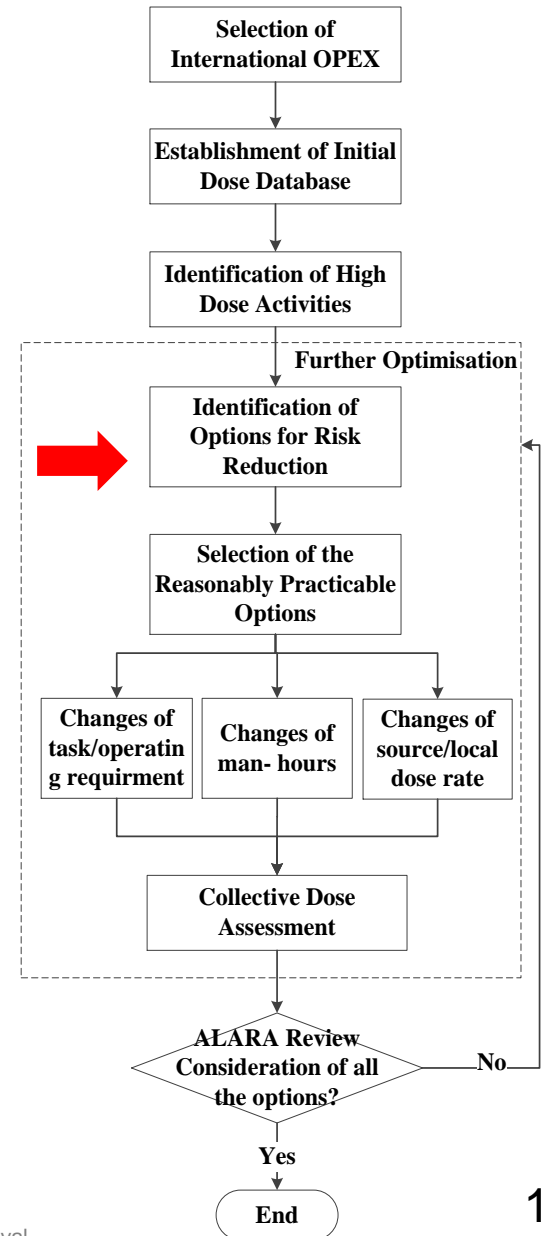 Selection of
International OPEX
Establishment of Initial
Dose Database
Identification of High
Dose Activities
Further Optimisation
Identification of
Options for Risk
Reduction
Selection of the
Reasonably Practicable
Options
Changes of
task/operatin
g requirment
Changes of
man- hours
Changes of
source/local
dose rate
Collective Dose
Assessment
ALARA Review
Consideration of all
the options?
No
Yes
End
1